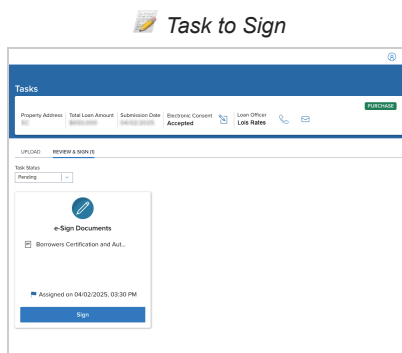 Task to Sign
Tasks
PURCHASE
Property Address Total Loan Amount Submission Date Electronic Consent Loan Officer
Accepted Lois Rates
UPLOAD REVIEW & SIGN (1)
Task Status
Pending
e-Sign Documents
Borrowers Certification and Aut...
Assigned on 04/02/2025, 03:30 PM
Sign